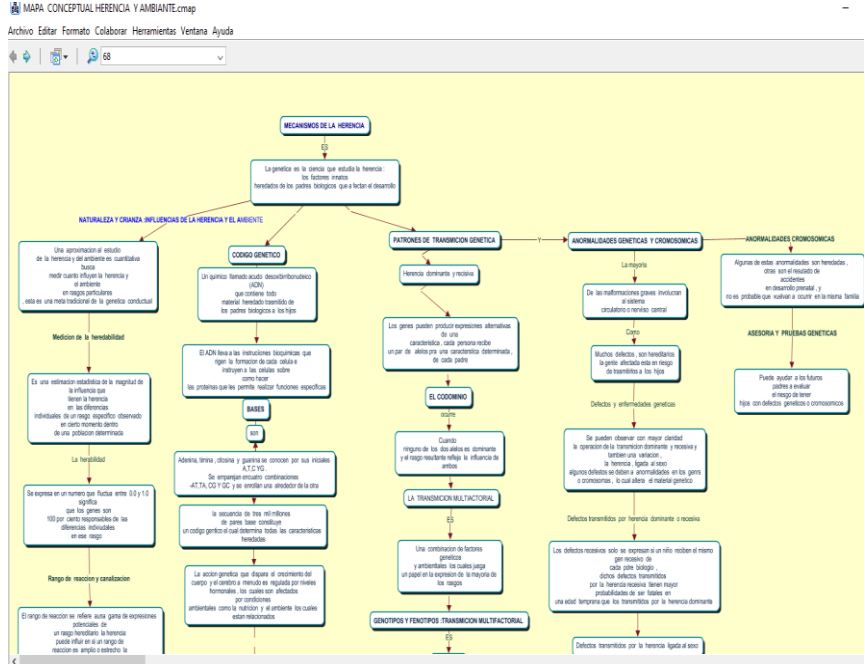 MAPA CONCEPTUAL HERENCIA Y AMBIANTE.cmap
Archivo Editar Formato Colaborar Herramientas Ventana Ayuda
68
MECANISMOS DE LA HERENCIA
ES
La genetica es la ciencia que estudia la herencia :
los factores innatos
heredados de los padres biologicos que a fectan el desarrollo
NATURALEZA Y CRIANZA :INFLUENCIAS DE LA HERENCIA Y EL AMBIENTE
Una aproximacion al estudio
de la herencia y del ambiente es cuantitativa
busca
medir cuanto influyen la herencia y
el ambiente
en rasgos particulares
, esta es una meta tradicional de la genetica conductual
Medicion de la heredabilidad
Es una estimacion estadistica de la magnitud de
la influencia que
tienen la herencia
en las diferencias
individuales de un rasgo especifico observado
en cierto momento dentro
de una poblacion determinada
La herabilidad
Se expresa en un numero que fluctua entre 0.0 y 1.0
significa
que los genes son
100 por ciento responsables de las
diferencias indivuables
en ese rasgo
Rango de reaccion y canalizacion
El rango de reaccion se refiere auna gama de expresiones
potenciales de
un rasgo hereditario la herencia
puede influir en si un rango de
reaccion es amplio o estrecho la
CODIGO GENETICO
Un quimico llamado acudo desoxibirriborudeico
(ADN)
que contiene todo
material heredado trasmitido de
los padres biologicos a los hijos
El ADN lleva a las instruciones bioquimicas que
rigen la formacion de cada celula e
instruyen a las celulas sobre
como hacer
las proteinas que les permite realizar funciones especificas
BASES
son
Adenina, timina , citosina y guanina se conocen por sus iniciales
A,T,C YG .
Se emparejan encuatro combinaciones
-AT,TA, CG Y GC y se enrollan una alrededor de la otra
la secuencia de tres mil millones
de pares base constituye
un codigo gentico el cual determina todas las caracteristicas
heredadas
La accion genetica que dispara el crecimiento del
cuerpo y el cerebro a menudo es regulada por niveles
hormonales , los cuales son afectados
por condiciones
ambientales como la nutricion y el ambiente los cuales
estan relacionados
PATRONES DE TRANSMICION GENETICA
Herencia dominante y recisiva
Los genes pueden producir expresiones alternativas
de una
caracteristica , cada persona recibe
un par de alelos pra una caracterstica determinada ,
de cada padre
EL CODOMINIO
ocurre
Cuando
ninguno de los dos alelos es dominante
y el rasgo resultante refleja la influencia de
ambos
LA TRANSMICION MULTIACTORIAL
ES
Una combinacion de factores
geneticos
y ambientlales los cuales juega
un papel en la expresion de la mayoria de
los rasgos
GENOTIPOS Y FENOTIPOS :TRANSMICION MULTIFACTORIAL
ES
Y
ANORMALIDADES GENETICAS Y CROMOSOMICAS
La mayoria
De las malformaciones graves involucran
al sistema
circulatorio o nervioso central
Como
Muchos defectos , son hereditarios
la gente afectada esta en riesgo
de trasmitirlos a los hijos
Defectos y enfermedades geneticas
Se pueden observar con mayor claridad
la operacion de la transmicion dominante y recesiva y
tambien una variacion ,
la herencia , ligada al sexo
algunos defectos se deben a anormalidades en los genrs
o cromosomas , lo cual altera el material genetico
Defectos transmitidos por herencia dominante o recesiva
Los defectos recesivos solo se expresan si un niño reciben el mismo
gen recesivo de
cada pdre biologio ,
dichos defectos transmitidos
por la herencia recesiva tienen mayor
probabilidades de ser fatales en
una edad temprana que los transmitidos por la herencia dominante
Defectos transmitidos por la herencia ligada al sexo
ANORMALIDADES CROMOSOMICAS
Algunas de estas anormalidades son heredadas ,
otras son el resutado de
accidentes
en desarrollo prenatal , y
no es probable que vuelvan a ocurrir en la misma familia
ASESORIA Y PRUEBAS GENETICAS
Puede ayudar a los futuros
padres a evaluar
el riesgo de tener
hijos con defectos geneticos o cromosomicos